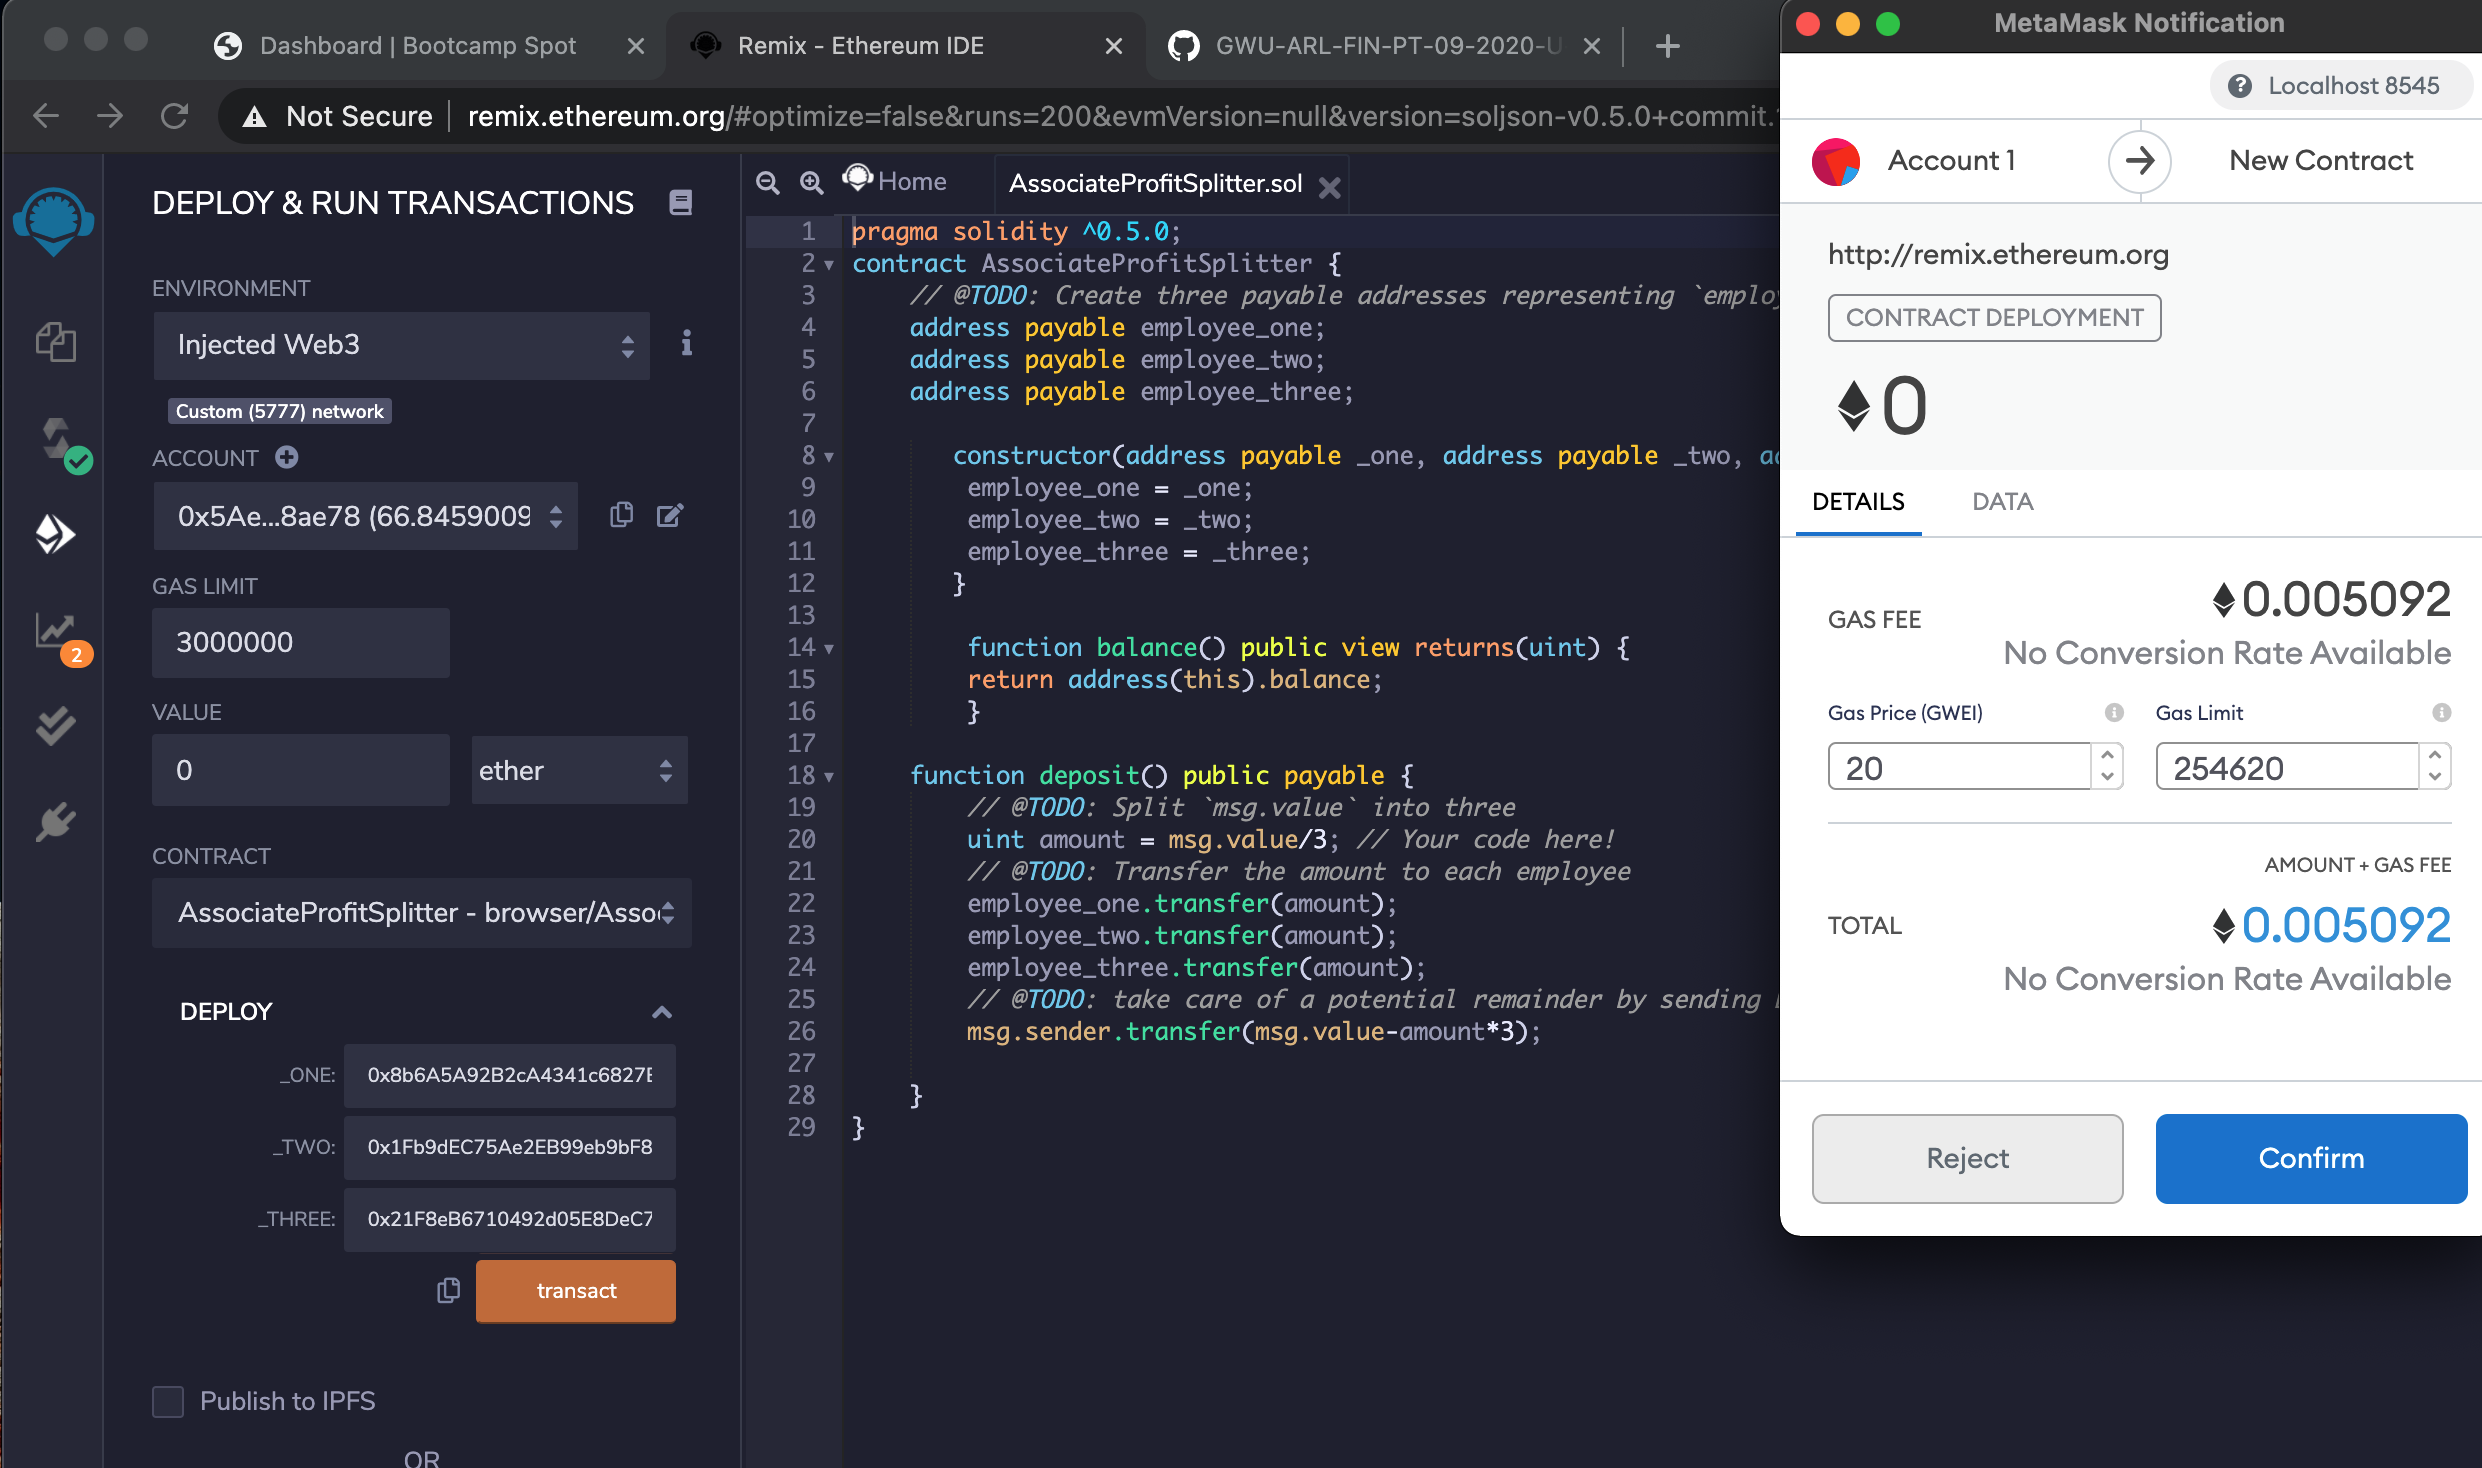 Dashboard | Bootcamp Spot
Remix - Ethereum IDE
GWU-ARL-FIN-PT-09-2020-U
Not Secure
remix.ethereum.org/#optimize=false&runs=200&evmVersion=null&version=soljson-v0.5.0+commit.
DEPLOY & RUN TRANSACTIONS
ENVIRONMENT
Injected Web3
Custom (5777) network
ACCOUNT
0x5Ae...8ae78 (66.8459009
GAS LIMIT
3000000
VALUE
0
ether
CONTRACT
AssociateProfitSplitter - browser/Asso
DEPLOY
_ONE: 0x8b6A5A92B2cA4341c6827E
_TWO: 0x1Fb9dEC75Ae2EB99eb9bF8
_THREE: 0x21F8eB6710492d05E8DeC7
transact
Publish to IPFS
OR
2
Home
AssociateProfitSplitter.sol
1 pragma solidity ^0.5.0;
2 contract AssociateProfitSplitter {
3 // @TODO: Create three payable addresses representing `emplo
4 address payable employee_one;
5 address payable employee_two;
6 address payable employee_three;
7
8 constructor(address payable _one, address payable _two, a
9 employee_one = _one;
10 employee_two = _two;
11 employee_three = _three;
12 }
13
14 function balance() public view returns(uint) {
15 return address(this).balance;
16 }
17
18 function deposit() public payable {
19 // @TODO: Split `msg.value` into three
20 uint amount = msg.value/3; // Your code here!
21 // @TODO: Transfer the amount to each employee
22 employee_one.transfer(amount);
23 employee_two.transfer(amount);
24 employee_three.transfer(amount);
25 // @TODO: take care of a potential remainder by sending
26 msg.sender.transfer(msg.value-amount*3);
27
28 }
29 }
MetaMask Notification
Localhost 8545
Account 1
New Contract
http://remix.ethereum.org
CONTRACT DEPLOYMENT
0
DETAILS
DATA
GAS FEE
0.005092
No Conversion Rate Available
Gas Price (GWEI)
Gas Limit
20
254620
AMOUNT + GAS FEE
TOTAL
0.005092
No Conversion Rate Available
Reject
Confirm